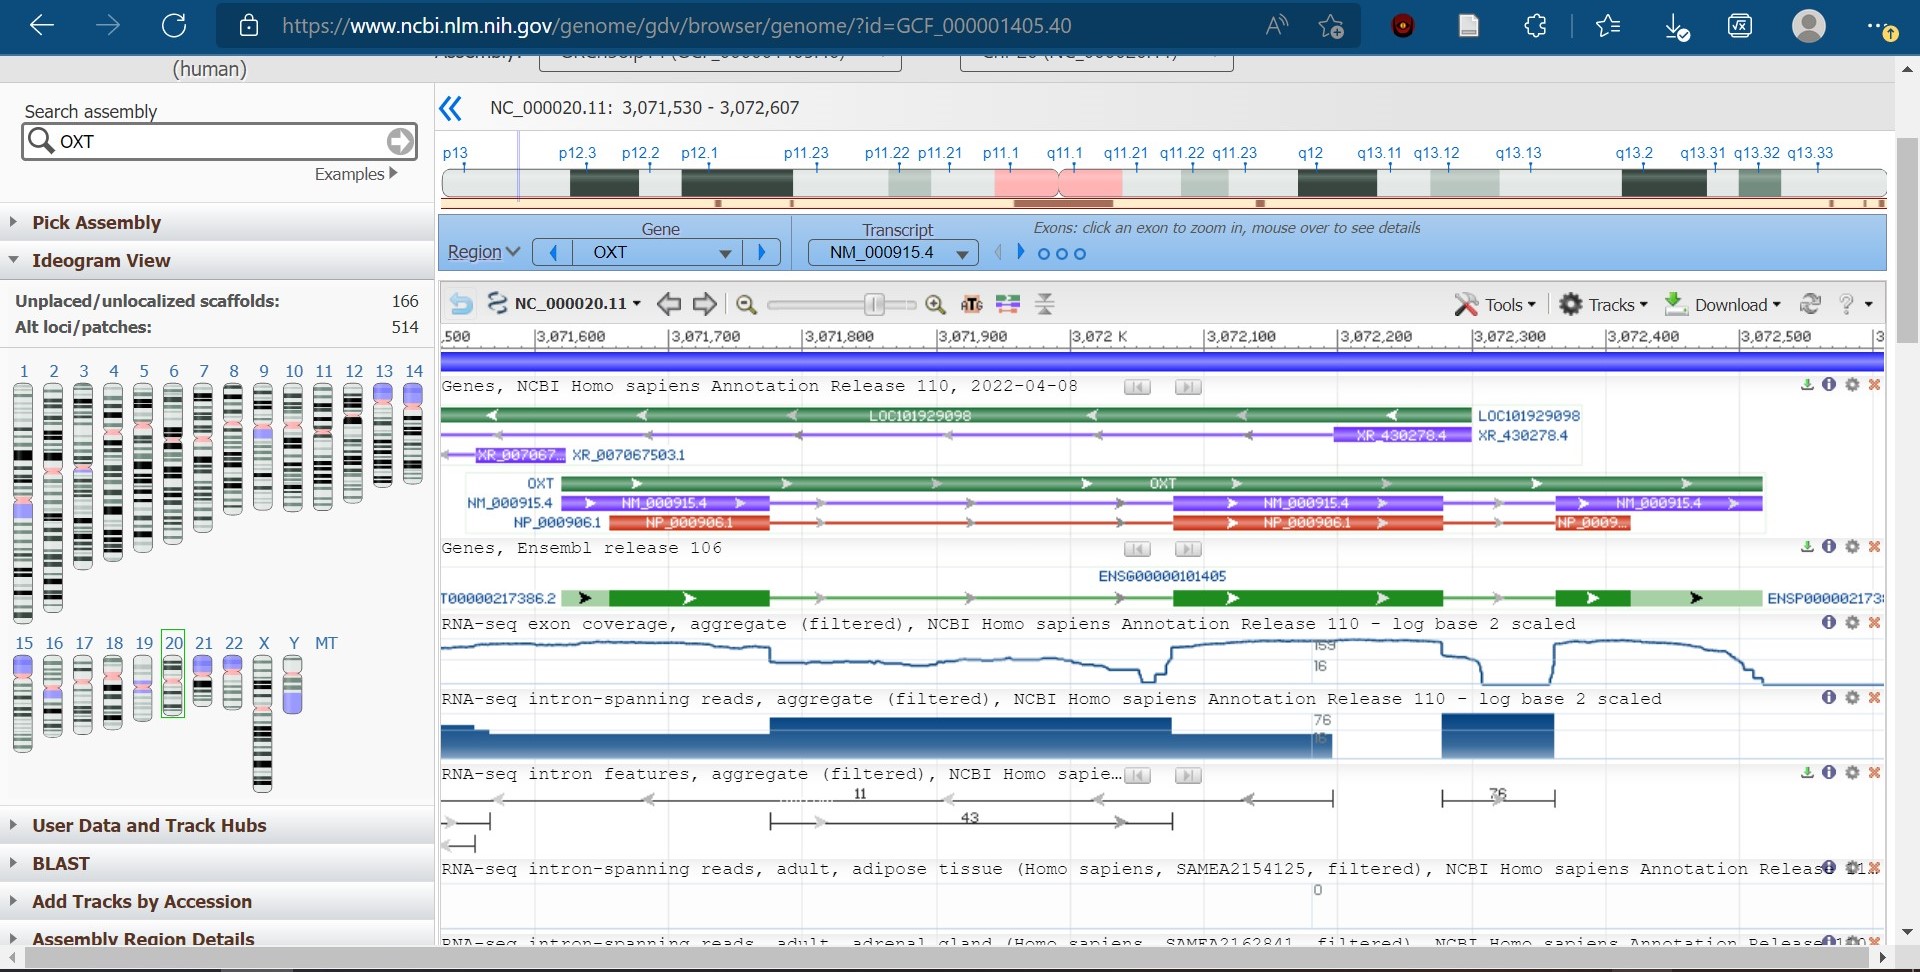 https://www.ncbi.nlm.nih.gov/genome/gdv/browser/genome/?id=GCF_000001405.40
(human)
Search assembly
OXT
Examples
Pick Assembly
Ideogram View
Unplaced/unlocalized scaffolds: 166
Alt loci/patches: 514
1 2 3 4 5 6 7 8 9 10 11 12 13 14
15 16 17 18 19 20 21 22 X Y MT
User Data and Track Hubs
BLAST
Add Tracks by Accession
Assembly Region Details
NC_000020.11: 3,071,530 - 3,072,607
p13 p12.3 p12.2 p12.1 p11.23 p11.22 p11.21 p11.1 q11.1 q11.21 q11.22 q11.23 q12 q13.11 q13.12 q13.13 q13.2 q13.31 q13.32 q13.33
Gene Transcript Exons: click an exon to zoom in, mouse over to see details
Region OXT NM_000915.4
NC_000020.11 ATG Tools Tracks Download ?
,500 3,071,600 3,071,700 3,071,800 3,071,900 3,072 K 3,072,100 3,072,200 3,072,300 3,072,400 3,072,500 3
Genes, NCBI Homo sapiens Annotation Release 110, 2022-04-08
LOC101929098 LOC101929098
XR_430278.4 XR_430278.4
XR_007067... XR_007067503.1
OXT OXT
NM_000915.4 NM_000915.4 NM_000915.4 NM_000915.4
NP_000906.1 NP_000906.1 NP_000906.1 NP_0009...
Genes, Ensembl release 106
ENSG00000101405
T00000217386.2 ENSP0000021738
RNA-seq exon coverage, aggregate (filtered), NCBI Homo sapiens Annotation Release 110 - log base 2 scaled
159
16
RNA-seq intron-spanning reads, aggregate (filtered), NCBI Homo sapiens Annotation Release 110 - log base 2 scaled
76
16
RNA-seq intron features, aggregate (filtered), NCBI Homo sapie...
11 76
43
RNA-seq intron-spanning reads, adult, adipose tissue (Homo sapiens, SAMEA2154125, filtered), NCBI Homo sapiens Annotation Releas
0
RNA-seq intron-spanning reads, adult, adrenal gland (Homo sapiens, SAMEA2162841, filtered), NCBI Homo sapiens Annotation Release